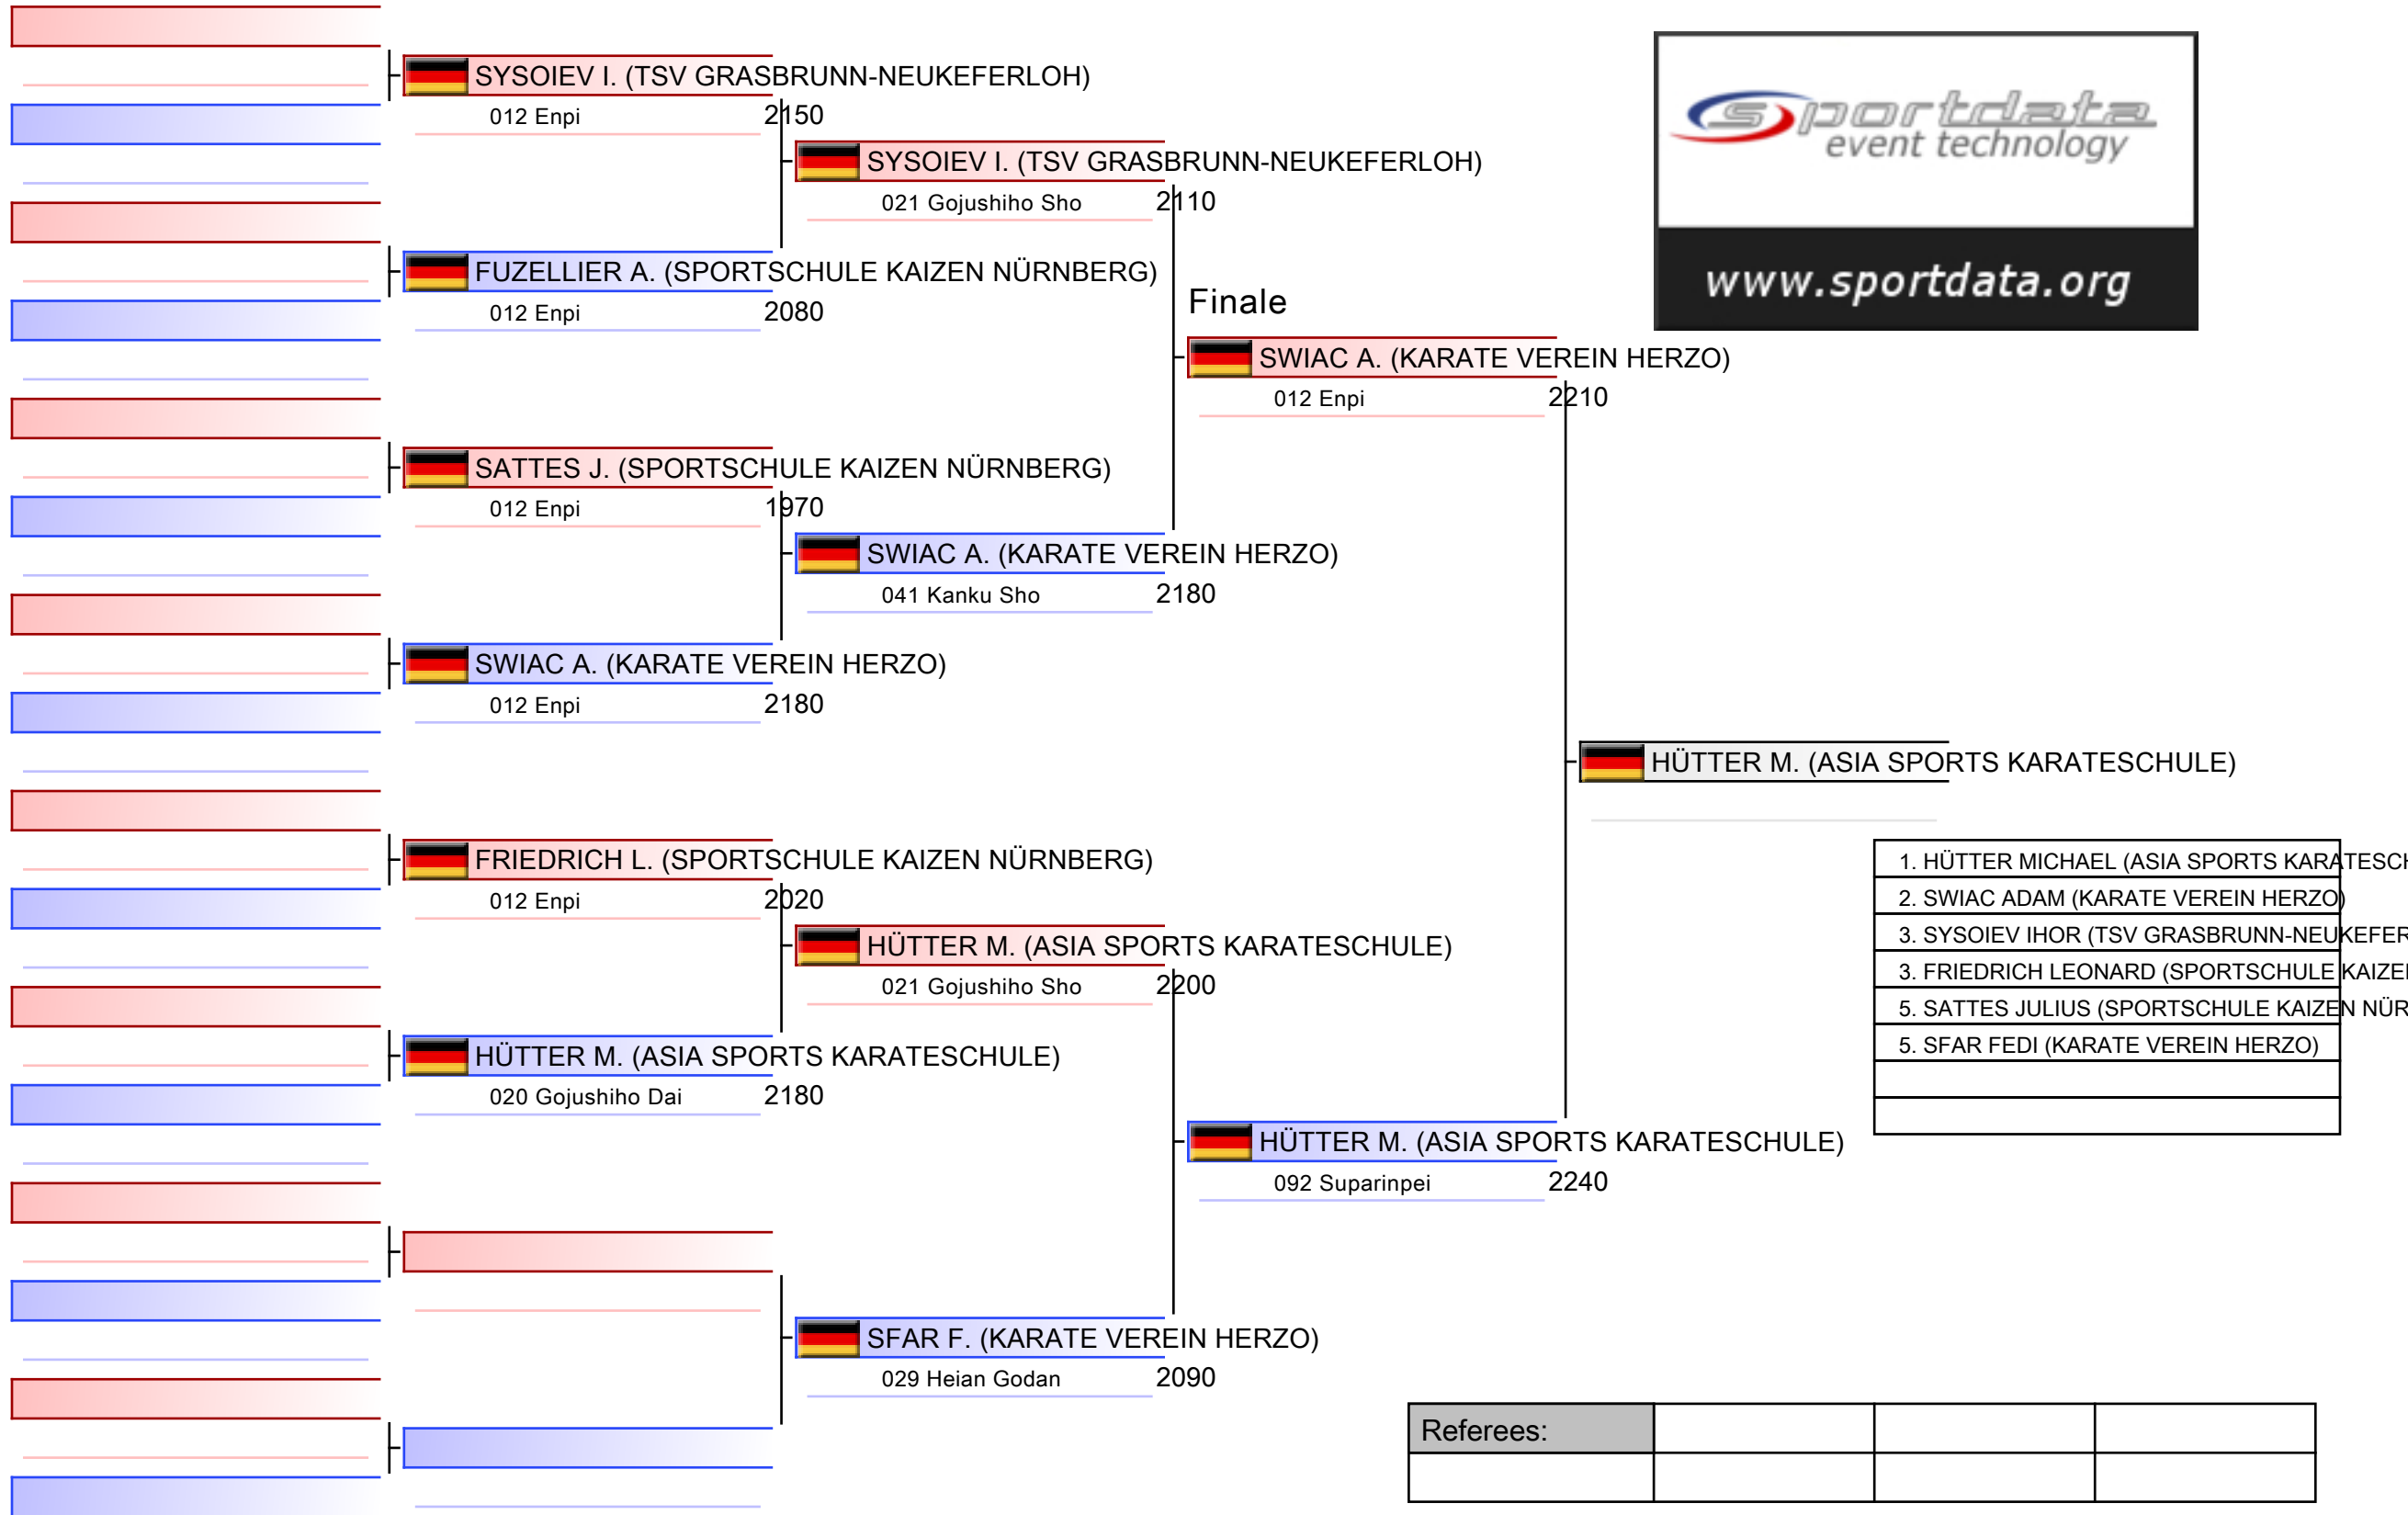 SYSOIEV I. (TSV GRASBRUNN-NEUKEFERLOH)
012 Enpi 2150
FUZELLIER A. (SPORTSCHULE KAIZEN NÜRNBERG)
012 Enpi 2080
SATTES J. (SPORTSCHULE KAIZEN NÜRNBERG)
012 Enpi 1970
SWIAC A. (KARATE VEREIN HERZO)
012 Enpi 2180
FRIEDRICH L. (SPORTSCHULE KAIZEN NÜRNBERG)
012 Enpi 2020
HÜTTER M. (ASIA SPORTS KARATESCHULE)
020 Gojushiho Dai 2180
SYSOIEV I. (TSV GRASBRUNN-NEUKEFERLOH)
021 Gojushiho Sho 2110
SWIAC A. (KARATE VEREIN HERZO)
041 Kanku Sho 2180
HÜTTER M. (ASIA SPORTS KARATESCHULE)
021 Gojushiho Sho 2200
SFAR F. (KARATE VEREIN HERZO)
029 Heian Godan 2090
Finale
SWIAC A. (KARATE VEREIN HERZO)
012 Enpi 2210
HÜTTER M. (ASIA SPORTS KARATESCHULE)
092 Suparinpei 2240
HÜTTER M. (ASIA SPORTS KARATESCHULE)
sportdata
event technology
www.sportdata.org
1. HÜTTER MICHAEL (ASIA SPORTS KARATESCH
2. SWIAC ADAM (KARATE VEREIN HERZO)
3. SYSOIEV IHOR (TSV GRASBRUNN-NEUKEFER
3. FRIEDRICH LEONARD (SPORTSCHULE KAIZE
5. SATTES JULIUS (SPORTSCHULE KAIZEN NÜR
5. SFAR FEDI (KARATE VEREIN HERZO)
Referees: